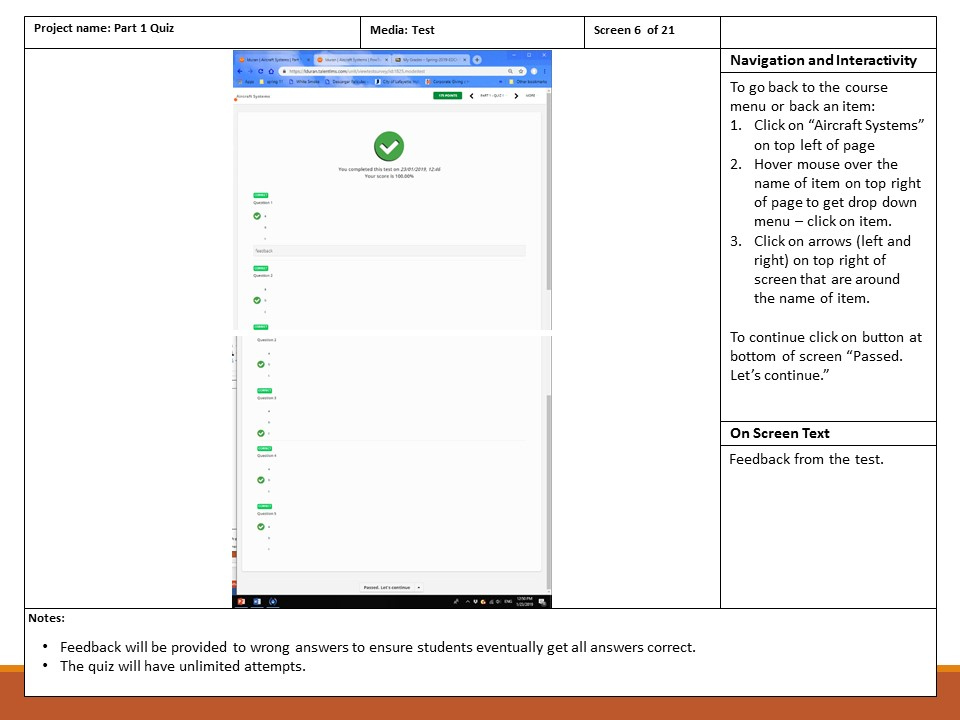 Project name: Part 1 Quiz
Media: Test
Screen 6 of 21
Aircraft Systems
PART 1 - QUIZ 1
MORE
You completed this test on 23/01/2019, 12:46
Your score is 100.00%
Question 1
a
b
c
Feedback
Question 2
a
b
c
Question 3
Question 4
Question 5
Passed. Let's continue
Navigation and Interactivity
To go back to the course
menu or back an item:
1. Click on “Aircraft Systems”
on top left of page
2. Hover mouse over the
name of item on top right
of page to get drop down
menu – click on item.
3. Click on arrows (left and
right) on top right of
screen that are around
the name of item.
To continue click on button at
bottom of screen “Passed.
Let’s continue.”
On Screen Text
Feedback from the test.
Notes:
• Feedback will be provided to wrong answers to ensure students eventually get all answers correct.
• The quiz will have unlimited attempts.